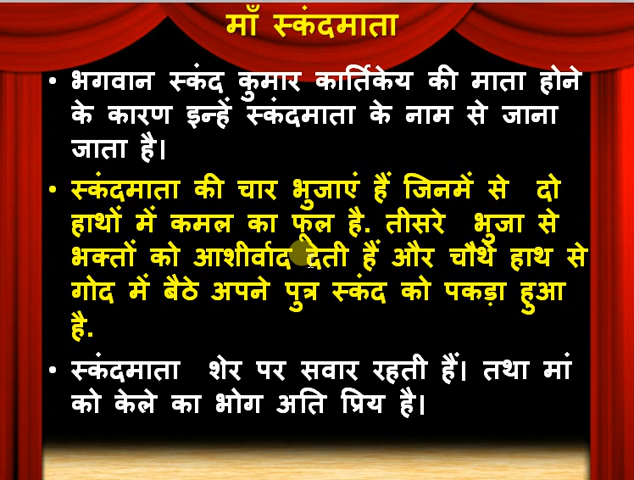 माँ स्कंदमाता
• भगवान स्कंद कुमार कार्तिकेय की माता होने
के कारण इन्हें स्कंदमाता के नाम से जाना
जाता है।
• स्कंदमाता की चार भुजाएं हैं जिनमें से दो
हाथों में कमल का फूल है. तीसरे भुजा से
भक्तों को आशीर्वाद देती हैं और चौथे हाथ से
गोद में बैठे अपने पुत्र स्कंद को पकड़ा हुआ
है.
• स्कंदमाता शेर पर सवार रहती हैं। तथा मां
को केले का भोग अति प्रिय है।